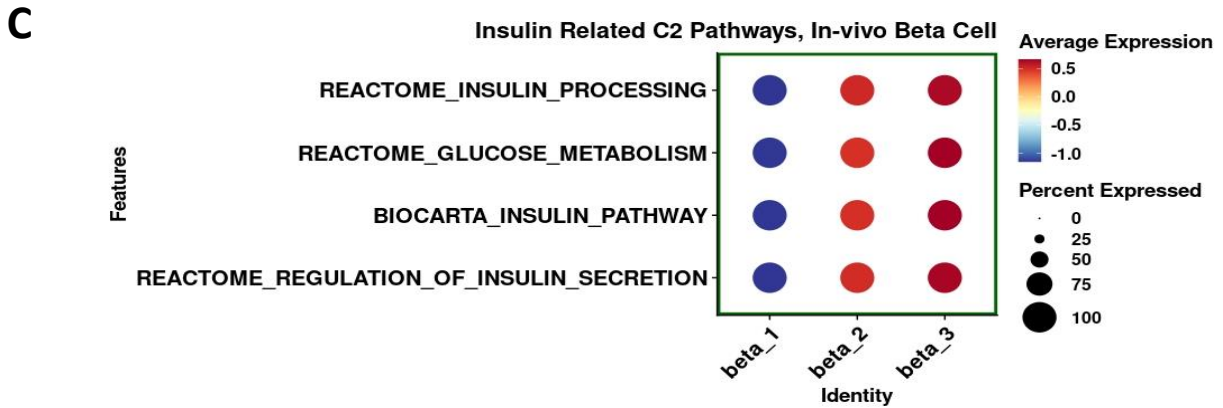 C
Insulin Related C2 Pathways, In-vivo Beta Cell
Features
REACTOME_INSULIN_PROCESSING
REACTOME_GLUCOSE_METABOLISM
BIOCARTA_INSULIN_PATHWAY
REACTOME_REGULATION_OF_INSULIN_SECRETION
beta_1
beta_2
beta_3
Identity
Average Expression
0.5
0.0
-0.5
-1.0
Percent Expressed
0
25
50
75
100